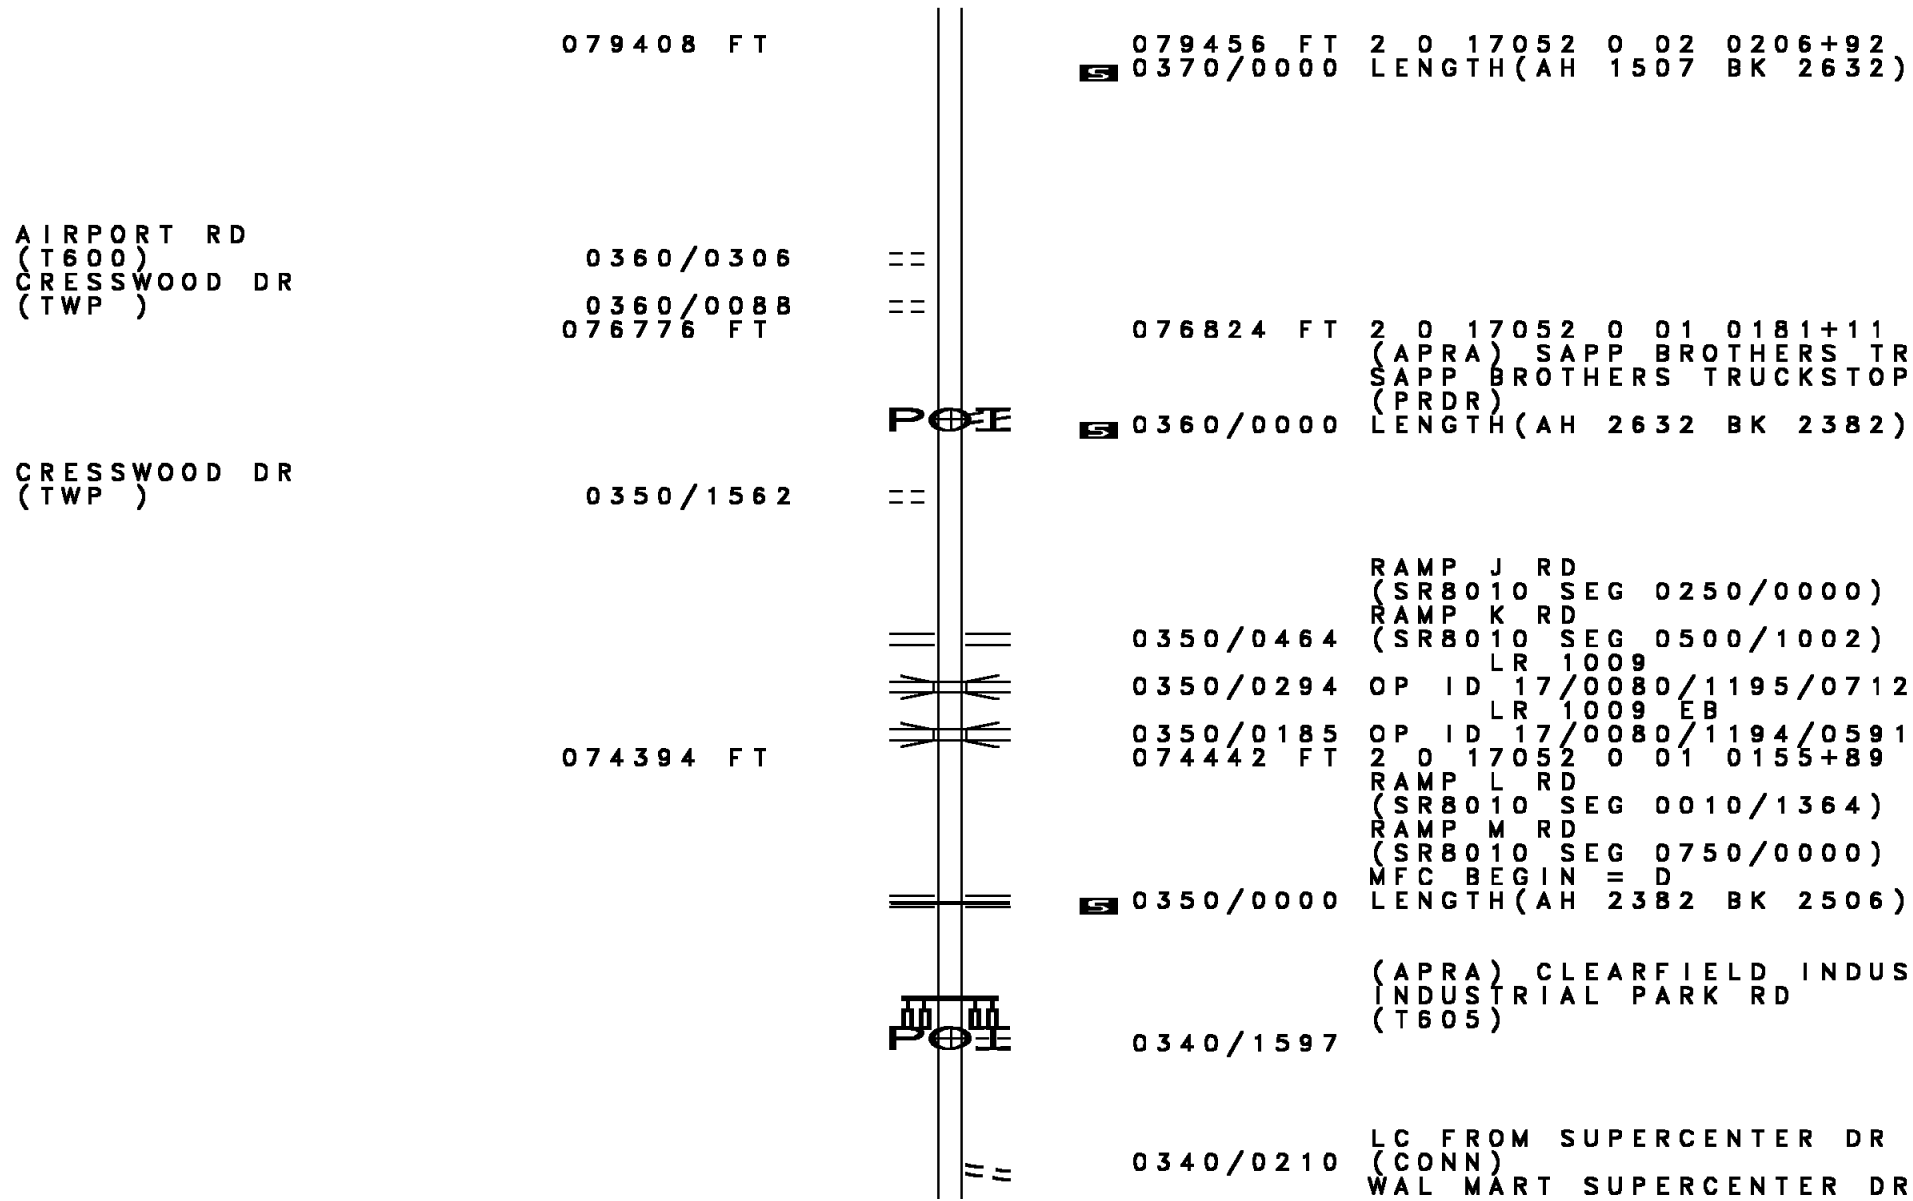 079408 FT 079456 FT 2 0 17052 0 02 0206+92
S 0370/0000 LENGTH(AH 1507 BK 2632)
AIRPORT RD
(T600) 0360/0306
CRESSWOOD DR
(TWP ) 0360/0088
076776 FT 076824 FT 2 0 17052 0 01 0181+11
(APRA) SAPP BROTHERS TR
SAPP BROTHERS TRUCKSTOP
(PRDR)
POI S 0360/0000 LENGTH(AH 2632 BK 2382)
CRESSWOOD DR
(TWP ) 0350/1562
RAMP J RD
(SR8010 SEG 0250/0000)
RAMP K RD
0350/0464 (SR8010 SEG 0500/1002)
LR 1009
0350/0294 OP ID 17/0080/1195/0712
LR 1009 EB
0350/0185 OP ID 17/0080/1194/0591
074394 FT 074442 FT 2 0 17052 0 01 0155+89
RAMP L RD
(SR8010 SEG 0010/1364)
RAMP M RD
(SR8010 SEG 0750/0000)
MFC BEGIN = D
S 0350/0000 LENGTH(AH 2382 BK 2506)
(APRA) CLEARFIELD INDUS
INDUSTRIAL PARK RD
(T605)
POI 0340/1597
LC FROM SUPERCENTER DR
0340/0210 (CONN)
WAL MART SUPERCENTER DR